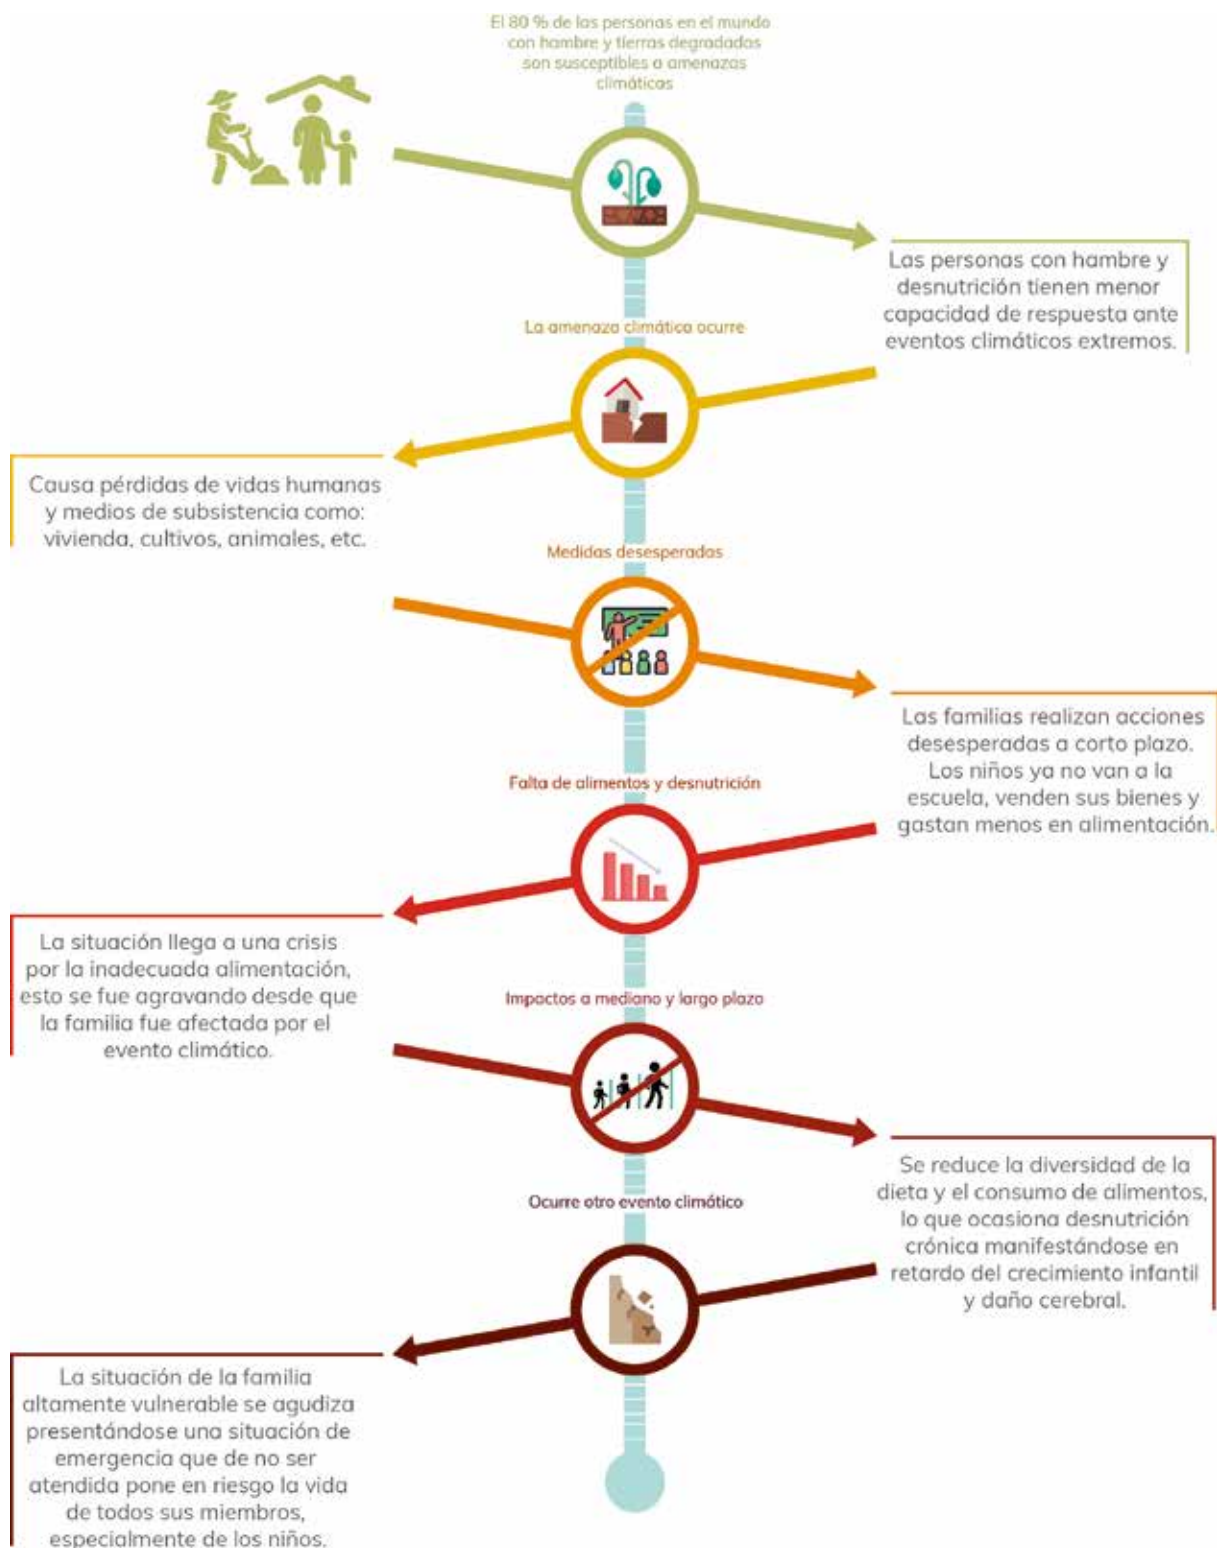 El 80 % de las personas en el mundo
con hambre y tierras degradadas
son susceptibles a amenazas
climáticas
Las personas con hambre y
desnutrición tienen menor
capacidad de respuesta ante
eventos climáticos extremos.
La amenaza climática ocurre
Causa pérdidas de vidas humanas
y medios de subsistencia como:
vivienda, cultivos, animales, etc.
Medidas desesperadas
Las familias realizan acciones
desesperadas a corto plazo.
Los niños ya no van a la
escuela, venden sus bienes y
gastan menos en alimentación.
Falta de alimentos y desnutrición
La situación llega a una crisis
por la inadecuada alimentación,
esto se fue agravando desde que
la familia fue afectada por el
evento climático.
Impactos a mediano y largo plazo
Se reduce la diversidad de la
dieta y el consumo de alimentos,
lo que ocasiona desnutrición
crónica manifestándose en
retardo del crecimiento infantil
y daño cerebral.
Ocurre otro evento climático
La situación de la familia
altamente vulnerable se agudiza
presentándose una situación de
emergencia que de no ser
atendida pone en riesgo la vida
de todos sus miembros,
especialmente de los niños.